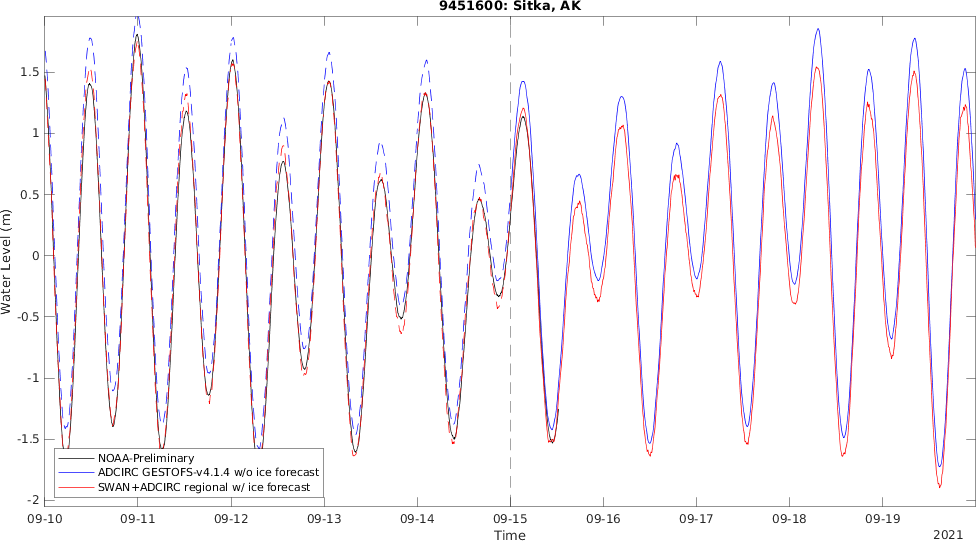 9451600: Sitka, AK
Water Level (m)
1.5
1
0.5
0
-0.5
-1
-1.5
-2
NOAA-Preliminary
ADCIRC GESTOFS-v4.1.4 w/o ice forecast
SWAN+ADCIRC regional w/ ice forecast
09-10 09-11 09-12 09-13 09-14 09-15 09-16 09-17 09-18 09-19
Time
2021